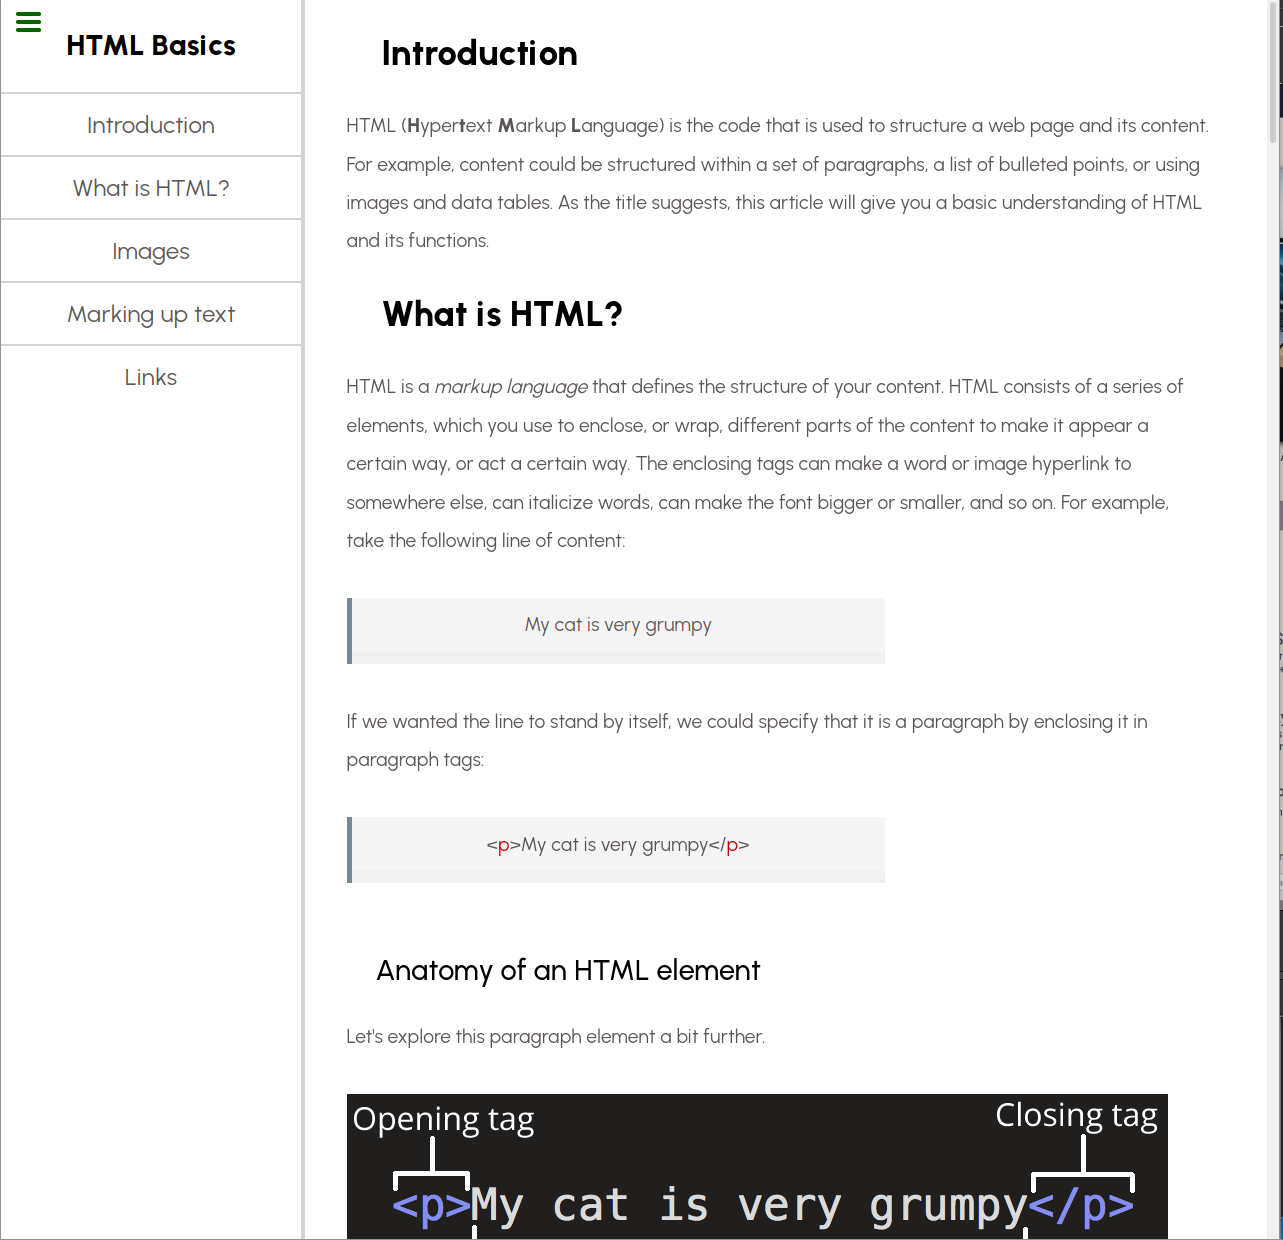 HTML Basics
Introduction
What is HTML?
Images
Marking up text
Links
Introduction
HTML (Hypertext Markup Language) is the code that is used to structure a web page and its content.
For example, content could be structured within a set of paragraphs, a list of bulleted points, or using
images and data tables. As the title suggests, this article will give you a basic understanding of HTML
and its functions.
What is HTML?
HTML is a markup language that defines the structure of your content. HTML consists of a series of
elements, which you use to enclose, or wrap, different parts of the content to make it appear a
certain way, or act a certain way. The enclosing tags can make a word or image hyperlink to
somewhere else, can italicize words, can make the font bigger or smaller, and so on. For example,
take the following line of content:
My cat is very grumpy
If we wanted the line to stand by itself, we could specify that it is a paragraph by enclosing it in
paragraph tags:
<p>My cat is very grumpy</p>
Anatomy of an HTML element
Let's explore this paragraph element a bit further.
Opening tag
Closing tag
<p>My cat is very grumpy</p>